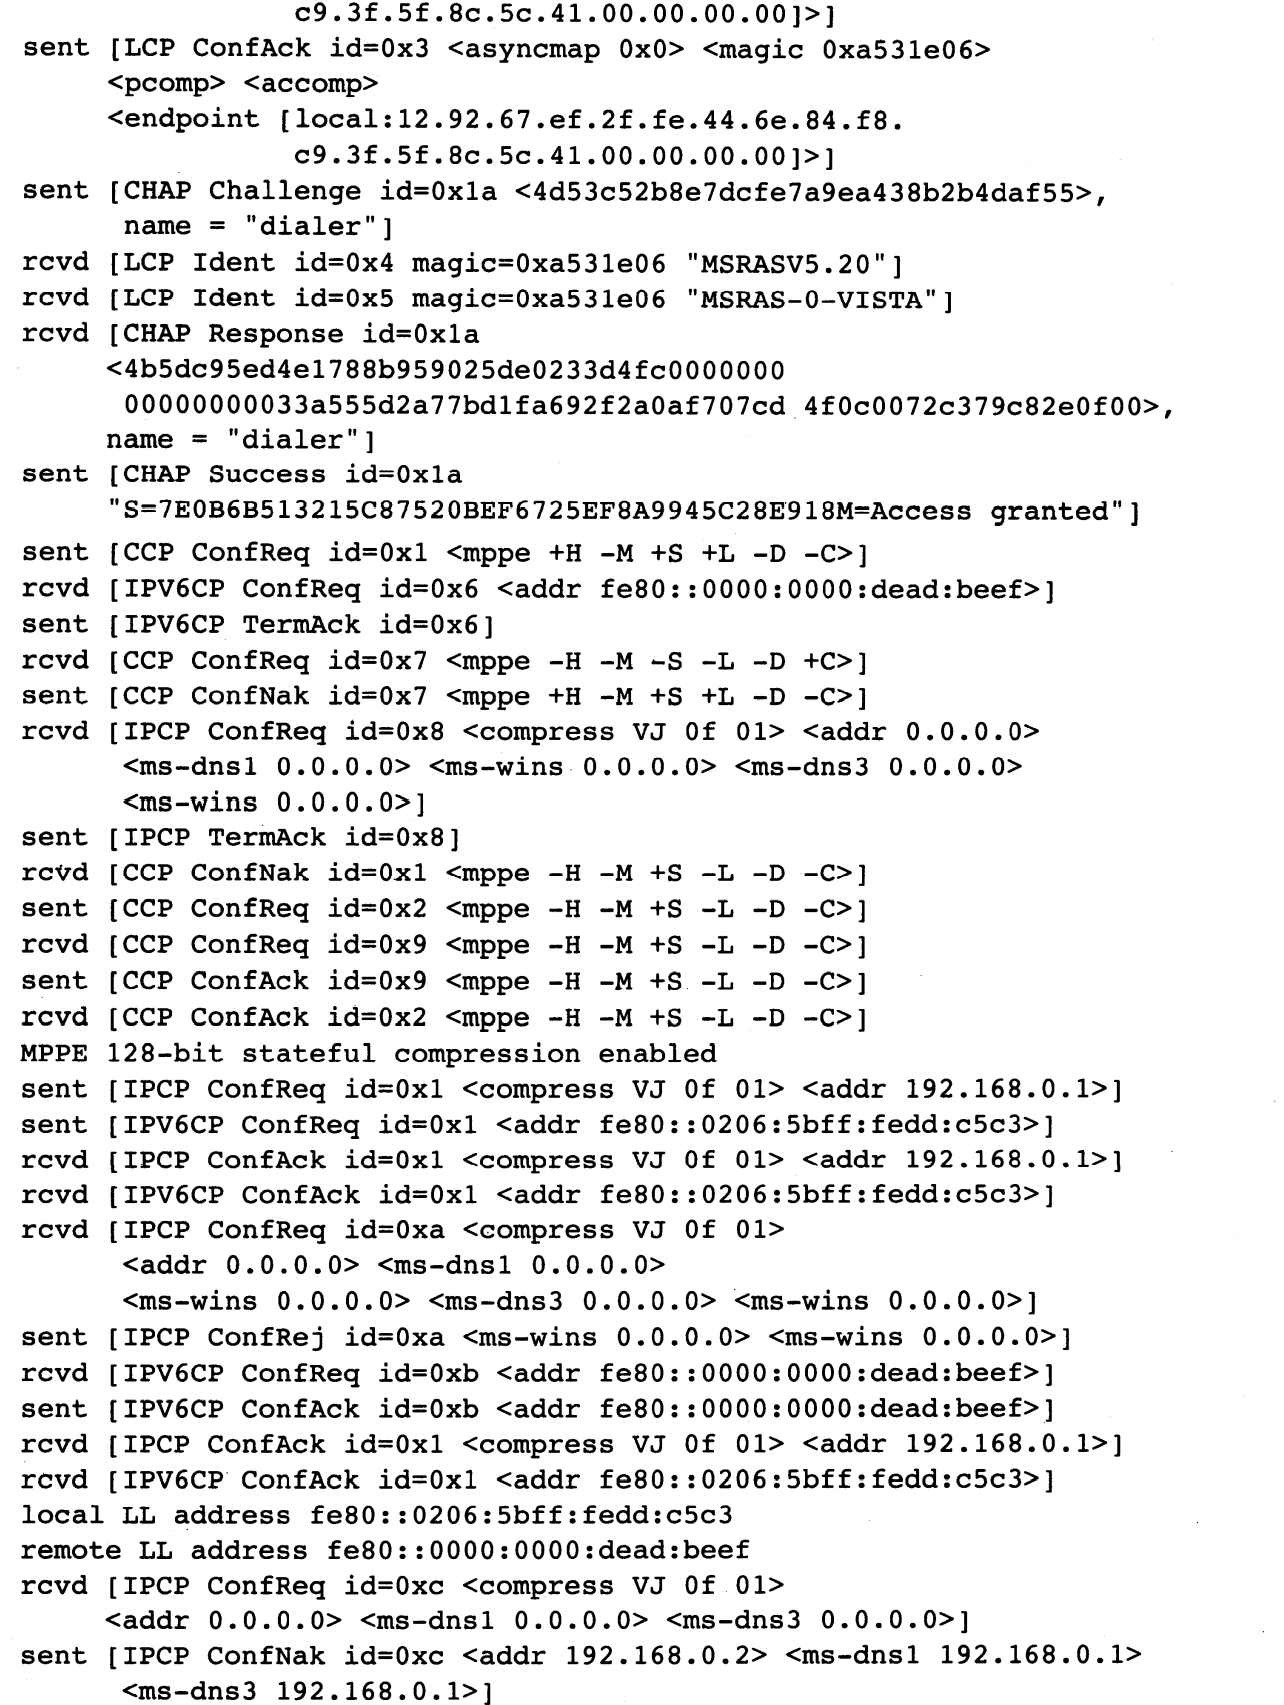 c9.3f.5f.8c.5c.41.00.00.00.00]>]
sent [LCP ConfAck id=0x3 <asyncmap 0x0> <magic 0xa531e06>
<pcomp> <accomp>
<endpoint [local:12.92.67.ef.2f.fe.44.6e.84.f8.
c9.3f.5f.8c.5c.41.00.00.00.00]>]
sent [CHAP Challenge id=0x1a <4d53c52b8e7dcfe7a9ea438b2b4daf55>,
name = "dialer"]
rcvd [LCP Ident id=0x4 magic=0xa531e06 "MSRASV5.20"]
rcvd [LCP Ident id=0x5 magic=0xa531e06 "MSRAS-0-VISTA"]
rcvd [CHAP Response id=0x1a
<4b5dc95ed4e1788b959025de0233d4fc0000000
00000000033a555d2a77bd1fa692f2a0af707cd 4f0c0072c379c82e0f00>,
name = "dialer"]
sent [CHAP Success id=0x1a
"S=7E0B6B513215C87520BEF6725EF8A9945C28E918M=Access granted"]
sent [CCP ConfReq id=0x1 <mppe +H -M +S +L -D -C>]
rcvd [IPV6CP ConfReq id=0x6 <addr fe80::0000:0000:dead:beef>]
sent [IPV6CP TermAck id=0x6]
rcvd [CCP ConfReq id=0x7 <mppe -H -M -S -L -D +C>]
sent [CCP ConfNak id=0x7 <mppe +H -M +S +L -D -C>]
rcvd [IPCP ConfReq id=0x8 <compress VJ 0f 01> <addr 0.0.0.0>
<ms-dns1 0.0.0.0> <ms-wins 0.0.0.0> <ms-dns3 0.0.0.0>
<ms-wins 0.0.0.0>]
sent [IPCP TermAck id=0x8]
rcvd [CCP ConfNak id=0x1 <mppe -H -M +S -L -D -C>]
sent [CCP ConfReq id=0x2 <mppe -H -M +S -L -D -C>]
rcvd [CCP ConfReq id=0x9 <mppe -H -M +S -L -D -C>]
sent [CCP ConfAck id=0x9 <mppe -H -M +S -L -D -C>]
rcvd [CCP ConfAck id=0x2 <mppe -H -M +S -L -D -C>]
MPPE 128-bit stateful compression enabled
sent [IPCP ConfReq id=0x1 <compress VJ 0f 01> <addr 192.168.0.1>]
sent [IPV6CP ConfReq id=0x1 <addr fe80::0206:5bff:fedd:c5c3>]
rcvd [IPCP ConfAck id=0x1 <compress VJ 0f 01> <addr 192.168.0.1>]
rcvd [IPV6CP ConfAck id=0x1 <addr fe80::0206:5bff:fedd:c5c3>]
rcvd [IPCP ConfReq id=0xa <compress VJ 0f 01>
<addr 0.0.0.0> <ms-dns1 0.0.0.0>
<ms-wins 0.0.0.0> <ms-dns3 0.0.0.0> <ms-wins 0.0.0.0>]
sent [IPCP ConfRej id=0xa <ms-wins 0.0.0.0> <ms-wins 0.0.0.0>]
rcvd [IPV6CP ConfReq id=0xb <addr fe80::0000:0000:dead:beef>]
sent [IPV6CP ConfAck id=0xb <addr fe80::0000:0000:dead:beef>]
rcvd [IPCP ConfAck id=0x1 <compress VJ 0f 01> <addr 192.168.0.1>]
rcvd [IPV6CP ConfAck id=0x1 <addr fe80::0206:5bff:fedd:c5c3>]
local LL address fe80::0206:5bff:fedd:c5c3
remote LL address fe80::0000:0000:dead:beef
rcvd [IPCP ConfReq id=0xc <compress VJ 0f 01>
<addr 0.0.0.0> <ms-dns1 0.0.0.0> <ms-dns3 0.0.0.0>]
sent [IPCP ConfNak id=0xc <addr 192.168.0.2> <ms-dns1 192.168.0.1>
<ms-dns3 192.168.0.1>]